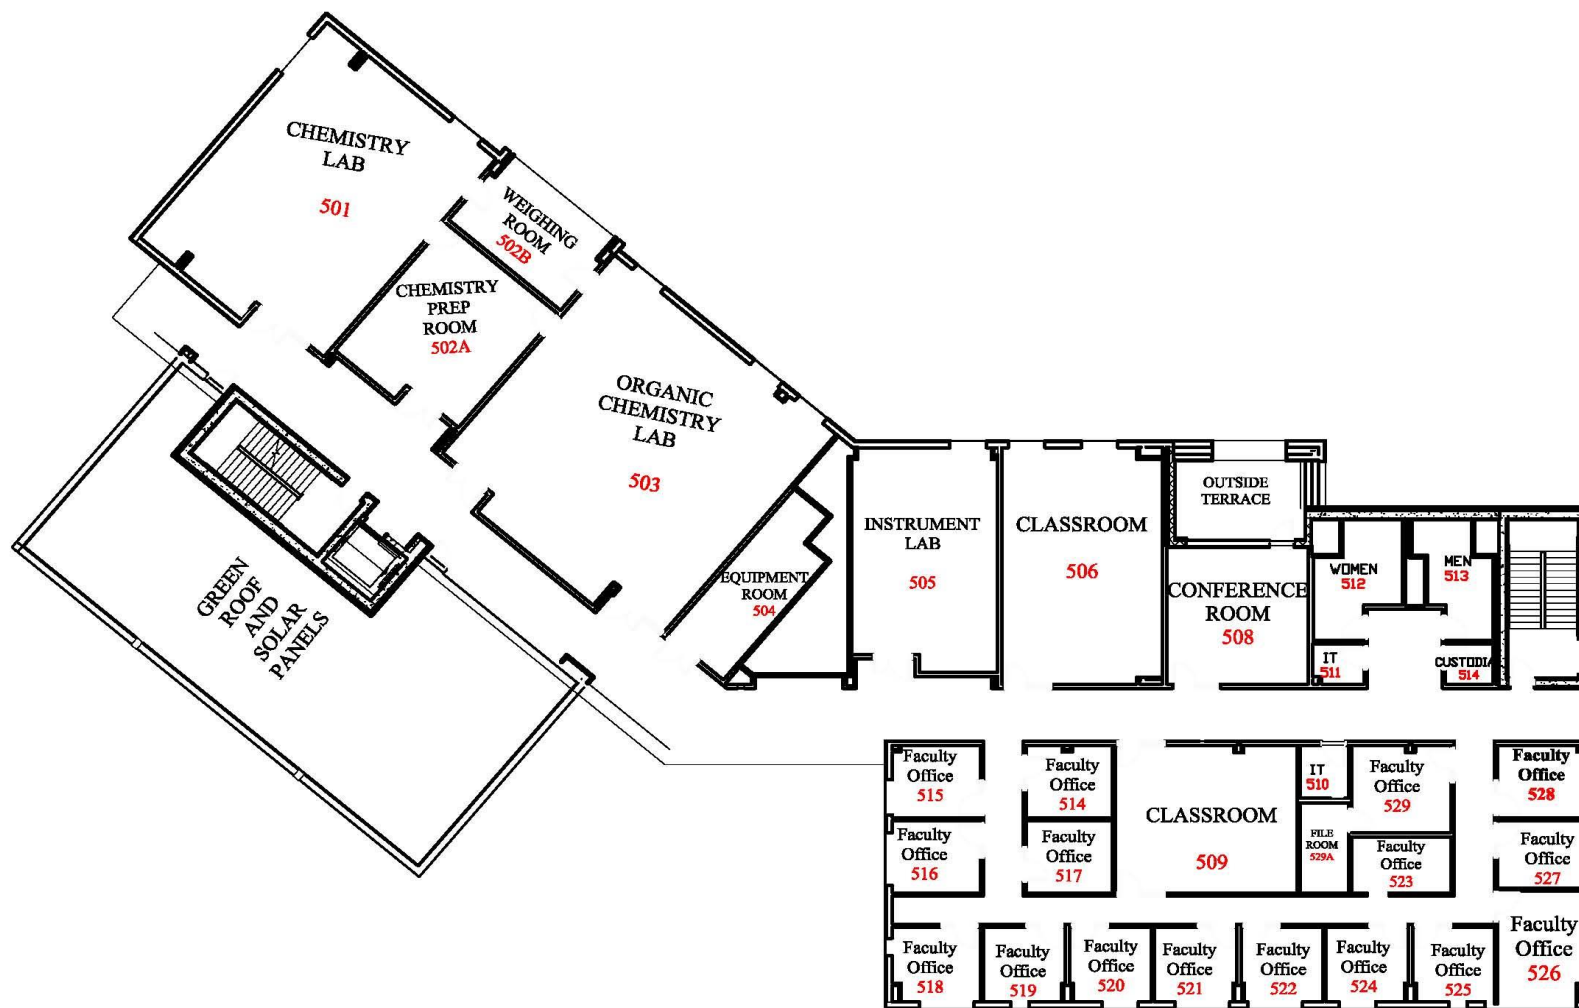 CHEMISTRY
LAB
501
WEIGHING
ROOM
502B
CHEMISTRY
PREP
ROOM
502A
ORGANIC
CHEMISTRY
LAB
503
GREEN
ROOF
AND
SOLAR
PANELS
EQUIPMENT
ROOM
504
INSTRUMENT
LAB
505
CLASSROOM
506
OUTSIDE
TERRACE
CONFERENCE
ROOM
508
WOMEN
512
MEN
513
IT
511
CUSTODIA
514
Faculty
Office
515
Faculty
Office
514
CLASSROOM
509
IT
510
Faculty
Office
529
Faculty
Office
528
Faculty
Office
516
Faculty
Office
517
FILE
ROOM
529A
Faculty
Office
523
Faculty
Office
527
Faculty
Office
518
Faculty
Office
519
Faculty
Office
520
Faculty
Office
521
Faculty
Office
522
Faculty
Office
524
Faculty
Office
525
Faculty
Office
526